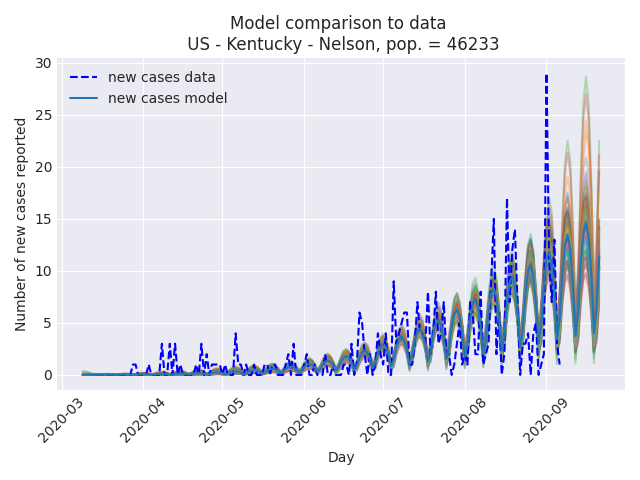 Model comparison to data
US - Kentucky - Nelson, pop. = 46233
new cases data
new cases model
Number of new cases reported
30
25
20
15
10
5
0
2020-03
2020-04
2020-05
2020-06
2020-07
2020-08
2020-09
Day